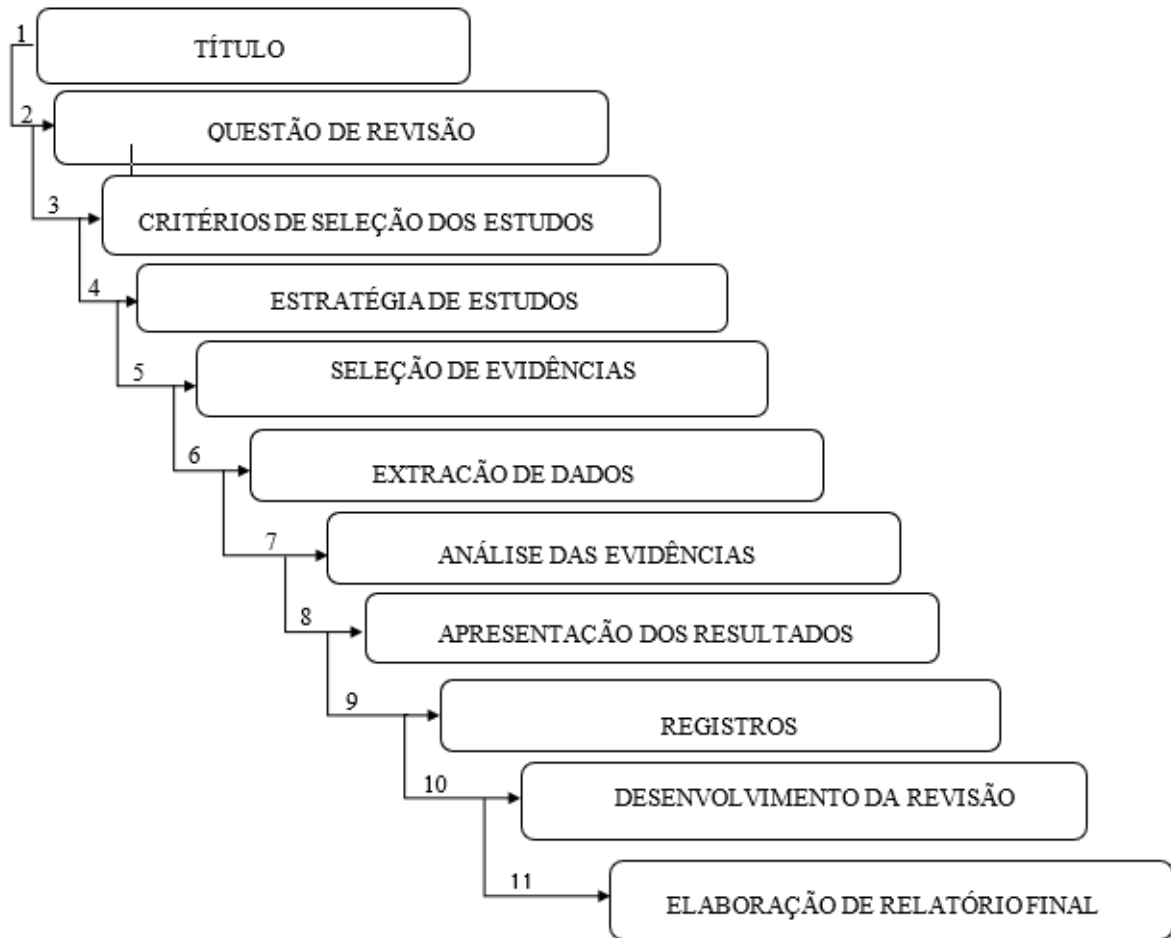 1
TÍTULO
2
QUESTÃO DE REVISÃO
3
CRITÉRIOS DE SELEÇÃO DOS ESTUDOS
4
ESTRATÉGIA DE ESTUDOS
5
SELEÇÃO DE EVIDÊNCIAS
6
EXTRACÃO DE DADOS
7
ANÁLISE DAS EVIDÊNCIAS
8
APRESENTAÇÃO DOS RESULTADOS
9
REGISTROS
10
DESENVOLVIMENTO DA REVISÃO
11
ELABORAÇÃO DE RELATÓRIO FINAL